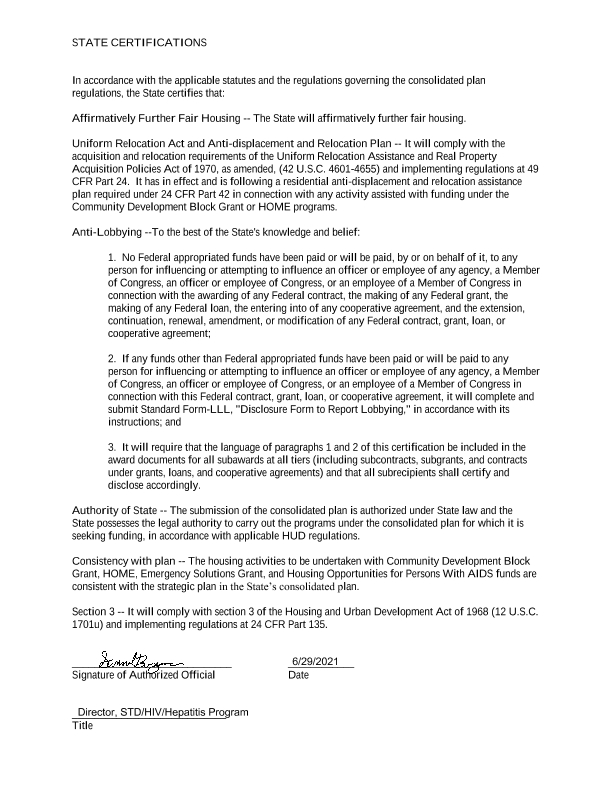 STATE CERTIFICATIONS
In accordance with the applicable statutes and the regulations governing the consolidated plan
regulations, the State certifies that:
Affirmatively Further Fair Housing -- The State will affirmatively further fair housing.
Uniform Relocation Act and Anti-displacement and Relocation Plan -- It will comply with the
acquisition and relocation requirements of the Uniform Relocation Assistance and Real Property
Acquisition Policies Act of 1970, as amended, (42 U.S.C. 4601-4655) and implementing regulations at 49
CFR Part 24.  It has in effect and is following a residential anti-displacement and relocation assistance
plan required under 24 CFR Part 42 in connection with any activity assisted with funding under the
Community Development Block Grant or HOME programs.
Anti-Lobbying --To the best of the State's knowledge and belief:
1.  No Federal appropriated funds have been paid or will be paid, by or on behalf of it, to any
person for influencing or attempting to influence an officer or employee of any agency, a Member
of Congress, an officer or employee of Congress, or an employee of a Member of Congress in
connection with the awarding of any Federal contract, the making of any Federal grant, the
making of any Federal loan, the entering into of any cooperative agreement, and the extension,
continuation, renewal, amendment, or modification of any Federal contract, grant, loan, or
cooperative agreement;
2.  If any funds other than Federal appropriated funds have been paid or will be paid to any
person for influencing or attempting to influence an officer or employee of any agency, a Member
of Congress, an officer or employee of Congress, or an employee of a Member of Congress in
connection with this Federal contract, grant, loan, or cooperative agreement, it will complete and
submit Standard Form-LLL, "Disclosure Form to Report Lobbying," in accordance with its
instructions; and
3.  It will require that the language of paragraphs 1 and 2 of this certification be included in the
award documents for all subawards at all tiers (including subcontracts, subgrants, and contracts
under grants, loans, and cooperative agreements) and that all subrecipients shall certify and
disclose accordingly.
Authority of State -- The submission of the consolidated plan is authorized under State law and the
State possesses the legal authority to carry out the programs under the consolidated plan for which it is
seeking funding, in accordance with applicable HUD regulations.
Consistency with plan -- The housing activities to be undertaken with Community Development Block
Grant, HOME, Emergency Solutions Grant, and Housing Opportunities for Persons With AIDS funds are
consistent with the strategic plan in the State's consolidated plan.
Section 3 -- It will comply with section 3 of the Housing and Urban Development Act of 1968 (12 U.S.C.
1701u) and implementing regulations at 24 CFR Part 135.
6/29/2021
Signature of Authorized Official Date
Director, STD/HIV/Hepatitis Program
Title